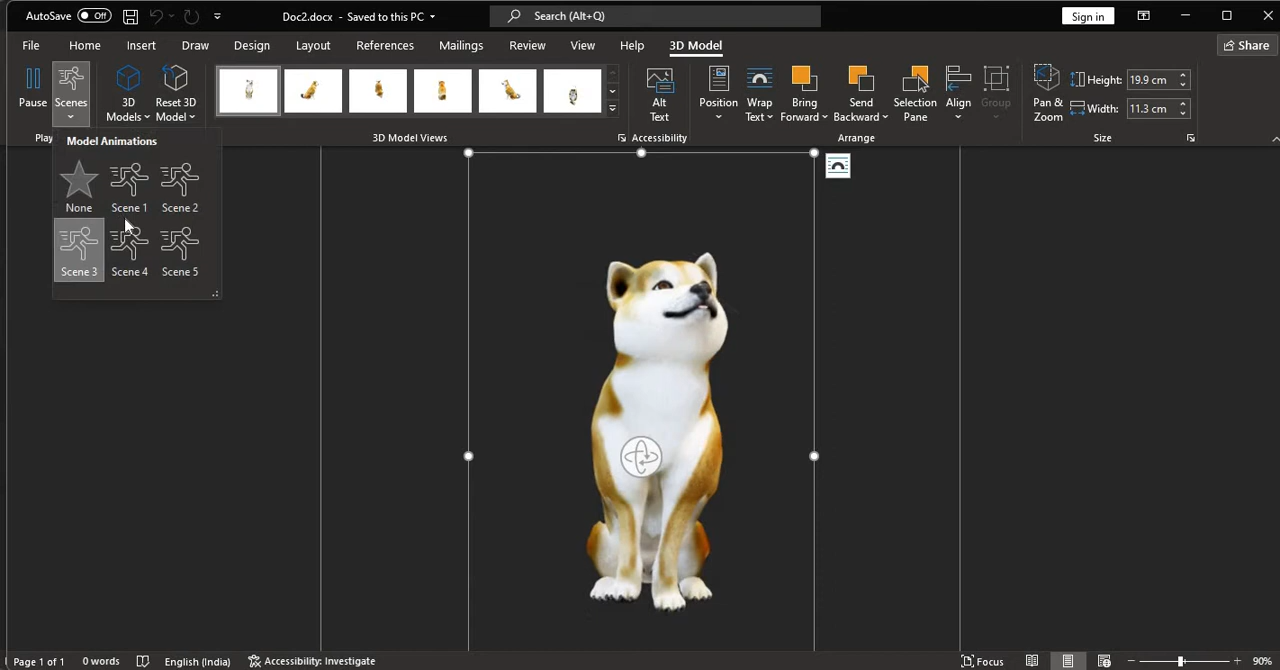 AutoSave Off Doc2.docx - Saved to this PC Search (Alt+Q) Sign in
File Home Insert Draw Design Layout References Mailings Review View Help 3D Model Share
Pause Scenes 3D Models Reset 3D Model Alt Text Position Wrap Text Bring Forward Send Backward Selection Pane Align Group Pan & Zoom Height: 19.9 cm
Width: 11.3 cm
Play 3D Model Views Accessibility Arrange Size
Model Animations
None Scene 1 Scene 2
Scene 3 Scene 4 Scene 5
Page 1 of 1 0 words English (India) Accessibility: Investigate Focus 90%